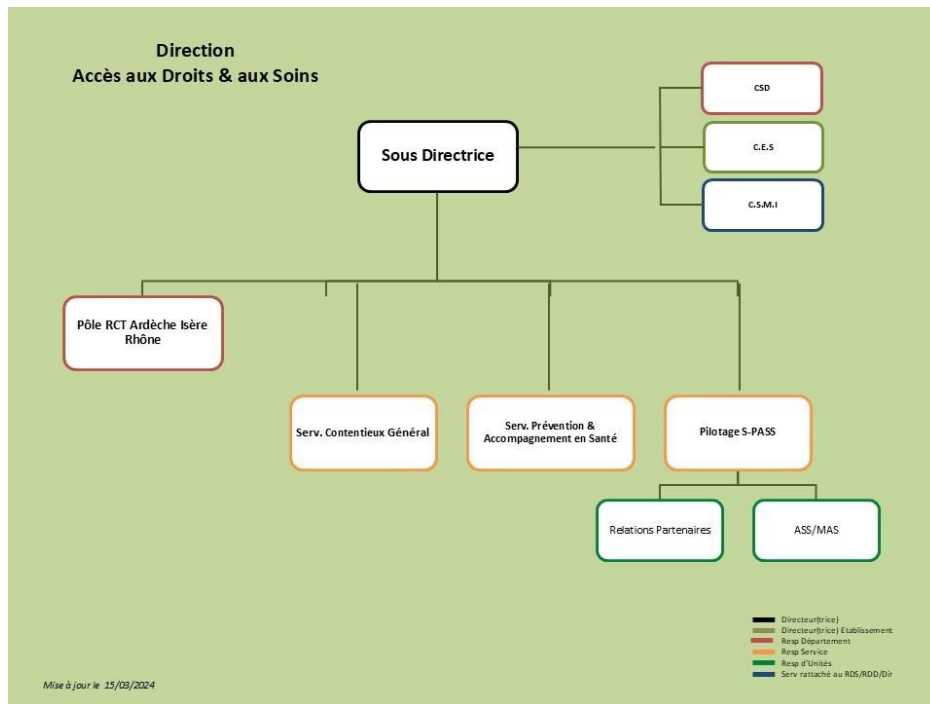 Direction
Accès aux Droits & aux Soins
CSD
Sous Directrice
C.E.S
C.S.M.I
Pôle RCT Ardèche Isère
Rhône
Serv. Contentieux Général
Serv. Prévention &
Accompagnement en Santé
Pilotage S-PASS
Relations Partenaires
ASS/MAS
Directeur(trice)
Directeur(trice) Etablissement
Resp Département
Resp Service
Resp d'Unités
Serv rattaché au RDS/RDD/Dir
Mise à jour le 15/03/2024